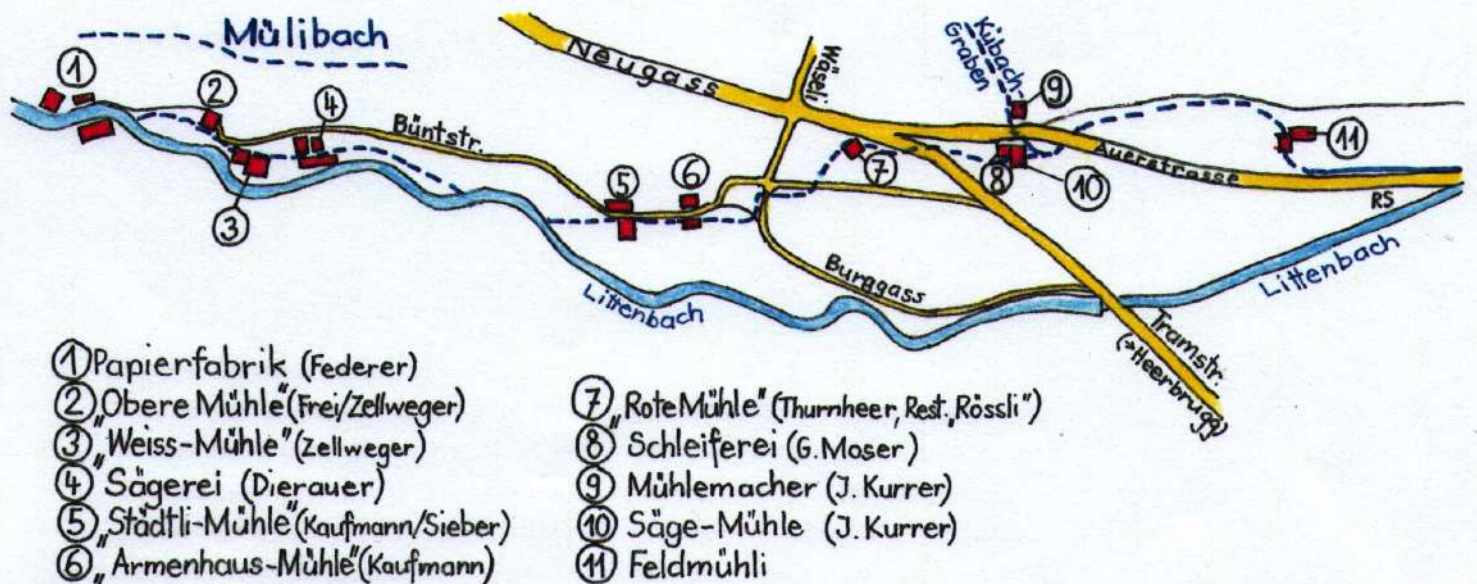 Mülibach
Neugass
Wäseli
Kübach-
Graben
1
2
4
9
Büntstr.
5
6
7
8
10
11
3
Auerstrasse
RS
Littenbach
Burggass
Littenbach
Tramstr.
(→Heerbrugg)
1 Papierfabrik (Federer)
2 „Obere Mühle" (Frei/Zellweger)
3 „Weiss-Mühle" (Zellweger)
4 Sägerei (Dierauer)
5 „Städtli-Mühle" (Kaufmann/Sieber)
6 „Armenhaus-Mühle" (Kaufmann)
7 „Rote Mühle" (Thurnheer, Rest. „Rössli")
8 Schleiferei (G. Moser)
9 Mühlemacher (J. Kurrer)
10 Säge-Mühle (J. Kurrer)
11 Feldmühli